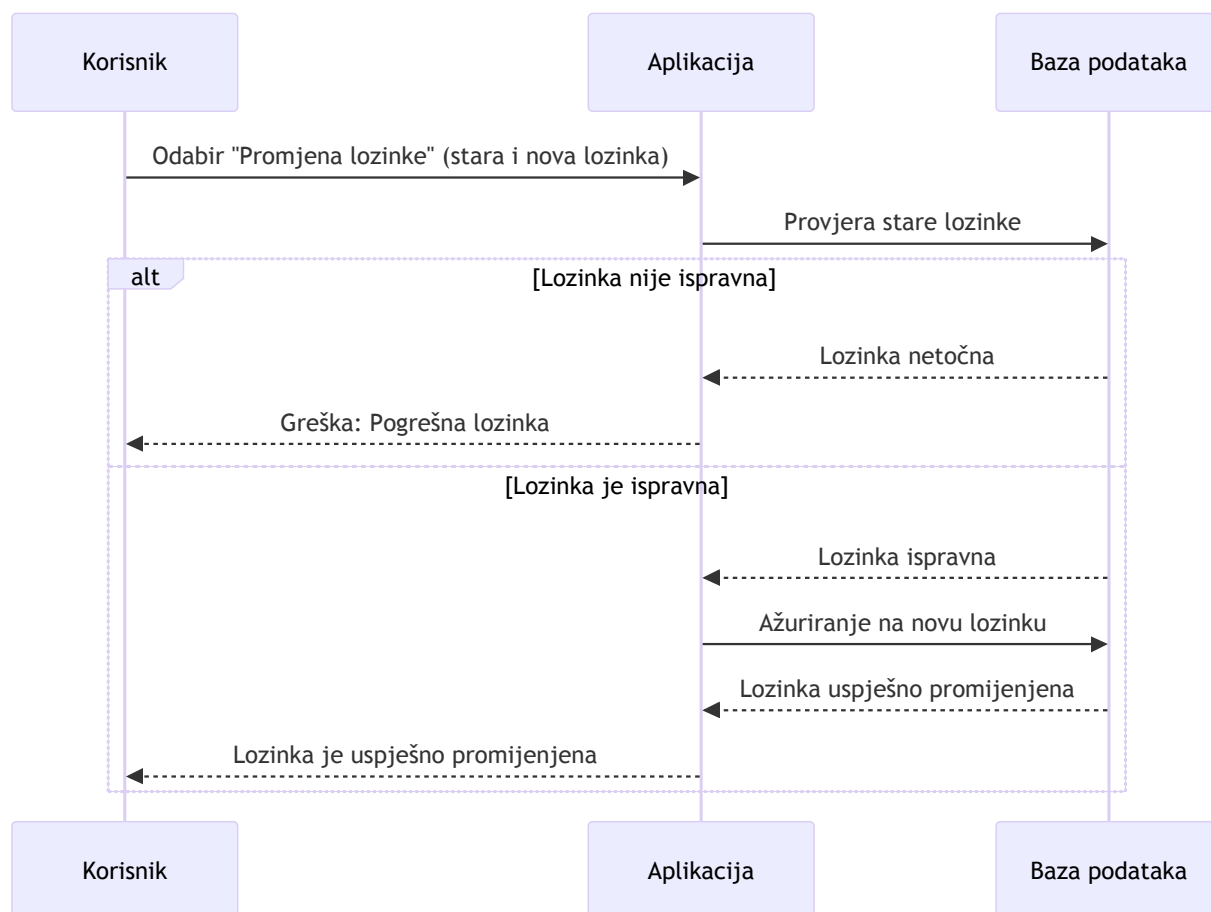 Korisnik
Aplikacija
Baza podataka
Odabir "Promjena lozinke" (stara i nova lozinka)
Provjera stare lozinke
alt
[Lozinka nije ispravna]
Lozinka netočna
Greška: Pogrešna lozinka
[Lozinka je ispravna]
Lozinka ispravna
Ažuriranje na novu lozinku
Lozinka uspješno promijenjena
Lozinka je uspješno promijenjena
Korisnik
Aplikacija
Baza podataka